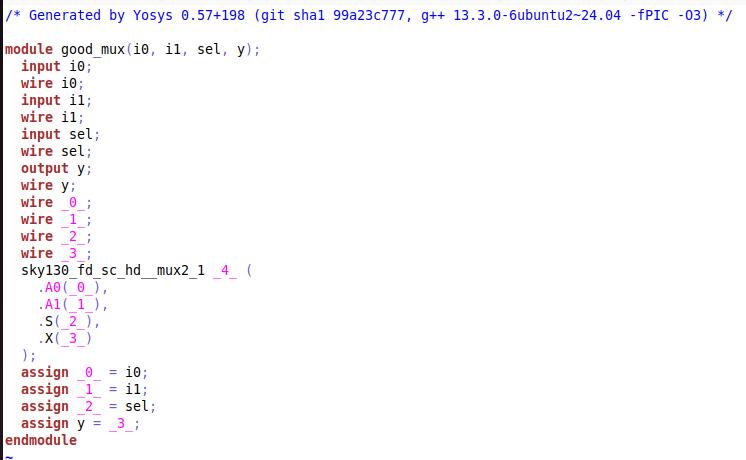 /* Generated by Yosys 0.57+198 (git sha1 99a23c777, g++ 13.3.0-6ubuntu2~24.04 -fPIC -O3) */
module good_mux(i0, i1, sel, y);
  input i0;
  wire i0;
  input i1;
  wire i1;
  input sel;
  wire sel;
  output y;
  wire y;
  wire _0_;
  wire _1_;
  wire _2_;
  wire _3_;
  sky130_fd_sc_hd__mux2_1 _4_ (
    .A0(_0_),
    .A1(_1_),
    .S(_2_),
    .X(_3_)
  );
  assign _0_ = i0;
  assign _1_ = i1;
  assign _2_ = sel;
  assign y = _3_;
endmodule
~